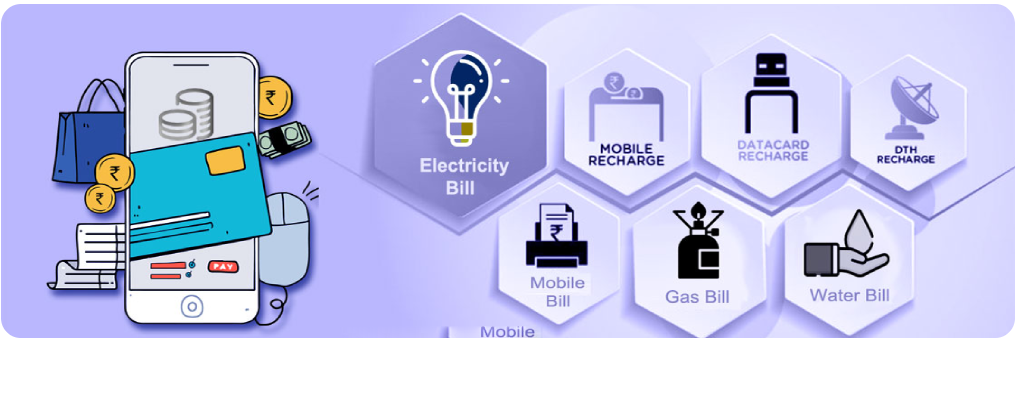 PAY
Electricity
Bill
MOBILE
RECHARGE
DATACARD
RECHARGE
DTH
RECHARGE
Mobile
Bill
Gas Bill
Water Bill
Mobile
₹
₹
₹
₹
₹
₹